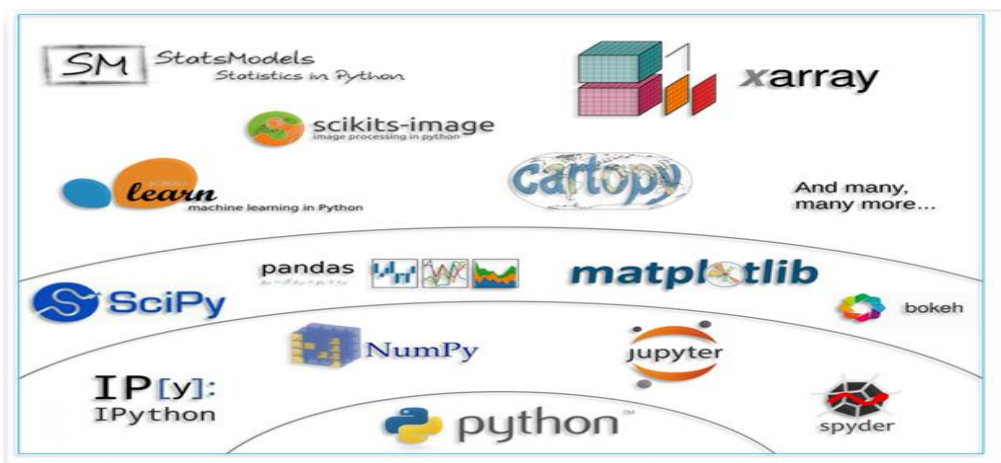 SM StatsModels
Statistics in Python
xarray
scikits-image
image processing in python
learn
machine learning in Python
cartopy
And many,
many more...
pandas
matplotlib
SciPy
bokeh
NumPy
jupyter
IP[y]:
IPython
python™
spyder